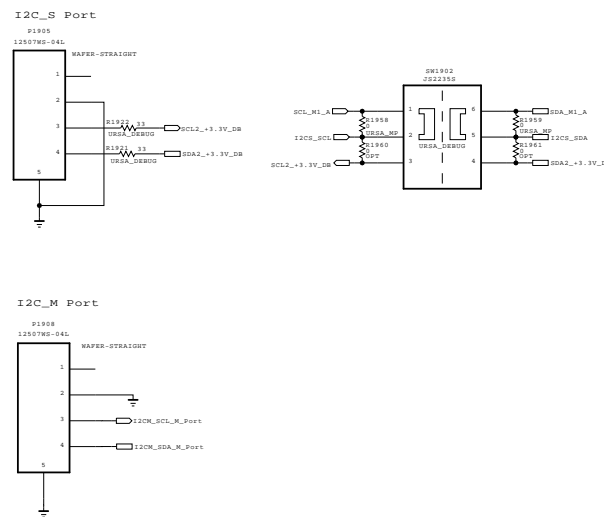 I2C_S Port
P1905
12507WS-04L
WAFER-STRAIGHT
1
2
3
R1922 33
URSA_DEBUG
SCL2_+3.3V_DB
4
R1921 33
URSA_DEBUG
SDA2_+3.3V_DB
5
SW1902
JS2235S
SCL_M1_A
1
6
SDA_M1_A
R1958
0
URSA_MP
R1959
0
URSA_MP
I2CS_SCL
2
URSA_DEBUG
5
I2CS_SDA
R1960
0
OPT
R1961
0
OPT
SCL2_+3.3V_DB
3
4
SDA2_+3.3V_D
I2C_M Port
P1908
12507WS-04L
WAFER-STRAIGHT
1
2
3
I2CM_SCL_M_Port
4
I2CM_SDA_M_Port
5